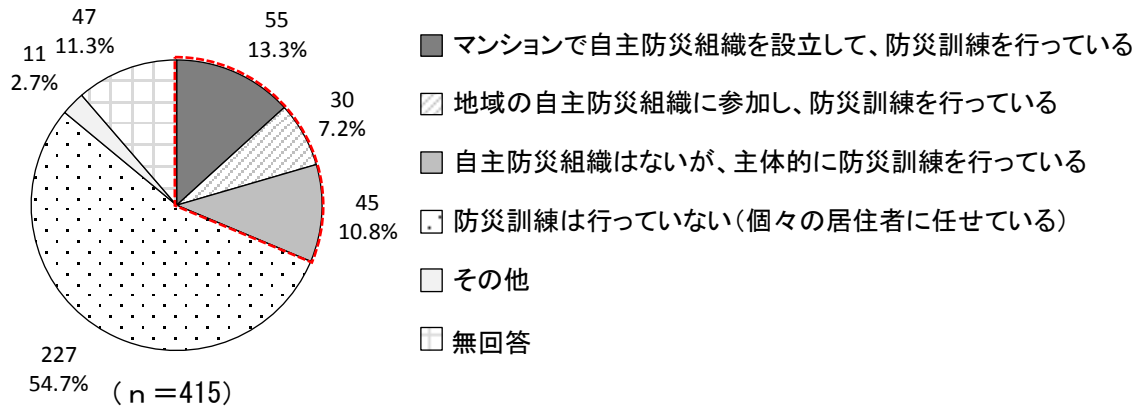 47
11.3%
55
13.3%
11
2.7%
30
7.2%
45
10.8%
227
54.7%
(ｎ＝415)
マンションで自主防災組織を設立して、防災訓練を行っている
地域の自主防災組織に参加し、防災訓練を行っている
自主防災組織はないが、主体的に防災訓練を行っている
防災訓練は行っていない（個々の居住者に任せている）
その他
無回答